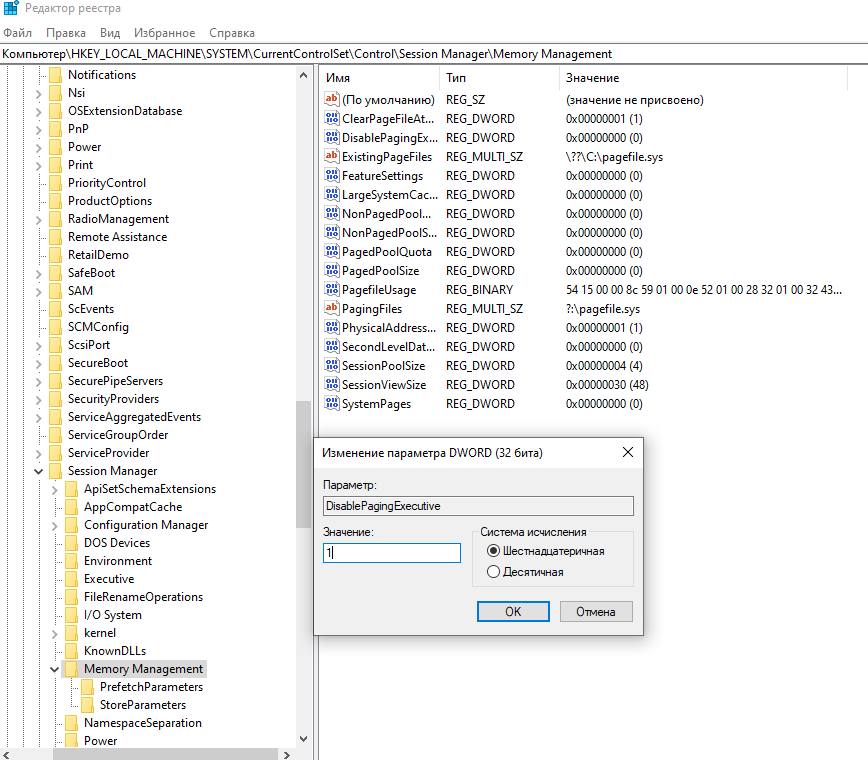 Редактор реестра
Файл Правка Вид Избранное Справка
Компьютер\HKEY_LOCAL_MACHINE\SYSTEM\CurrentControlSet\Control\Session Manager\Memory Management
Notifications
Nsi
OSExtensionDatabase
PnP
Power
Print
PriorityControl
ProductOptions
RadioManagement
Remote Assistance
RetailDemo
SafeBoot
SAM
ScEvents
SCMConfig
ScsiPort
SecureBoot
SecurePipeServers
SecurityProviders
ServiceAggregatedEvents
ServiceGroupOrder
ServiceProvider
Session Manager
ApiSetSchemaExtensions
AppCompatCache
Configuration Manager
DOS Devices
Environment
Executive
FileRenameOperations
I/O System
kernel
KnownDLLs
Memory Management
PrefetchParameters
StoreParameters
NamespaceSeparation
Power
Имя Тип Значение
(По умолчанию) REG_SZ (значение не присвоено)
ClearPageFileAt... REG_DWORD 0x00000001 (1)
DisablePagingEx... REG_DWORD 0x00000000 (0)
ExistingPageFiles REG_MULTI_SZ \??\C:\pagefile.sys
FeatureSettings REG_DWORD 0x00000000 (0)
LargeSystemCac... REG_DWORD 0x00000000 (0)
NonPagedPool... REG_DWORD 0x00000000 (0)
NonPagedPoolS... REG_DWORD 0x00000000 (0)
PagedPoolQuota REG_DWORD 0x00000000 (0)
PagedPoolSize REG_DWORD 0x00000000 (0)
PagefileUsage REG_BINARY 54 15 00 00 8c 59 01 00 0e 52 01 00 28 32 01 00 32 43...
PagingFiles REG_MULTI_SZ ?:\pagefile.sys
PhysicalAddress... REG_DWORD 0x00000001 (1)
SecondLevelDat... REG_DWORD 0x00000000 (0)
SessionPoolSize REG_DWORD 0x00000004 (4)
SessionViewSize REG_DWORD 0x00000030 (48)
SystemPages REG_DWORD 0x00000000 (0)
Изменение параметра DWORD (32 бита)
Параметр:
DisablePagingExecutive
Значение:
1
Система исчисления
Шестнадцатеричная
Десятичная
OK Отмена